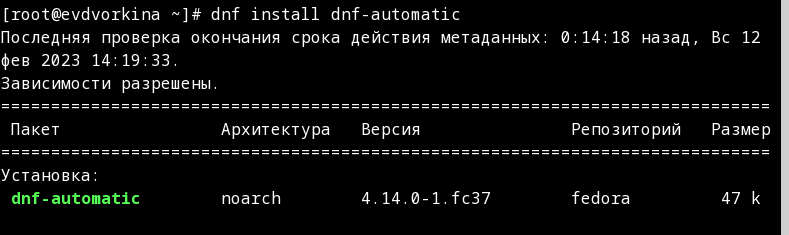 [root@evdvorkina ~]# dnf install dnf-automatic
Последняя проверка окончания срока действия метаданных: 0:14:18 назад, Вс 12
фев 2023 14:19:33.
Зависимости разрешены.
=============================================================================
Пакет Архитектура Версия Репозиторий Размер
=============================================================================
Установка:
dnf-automatic noarch 4.14.0-1.fc37 fedora 47 k